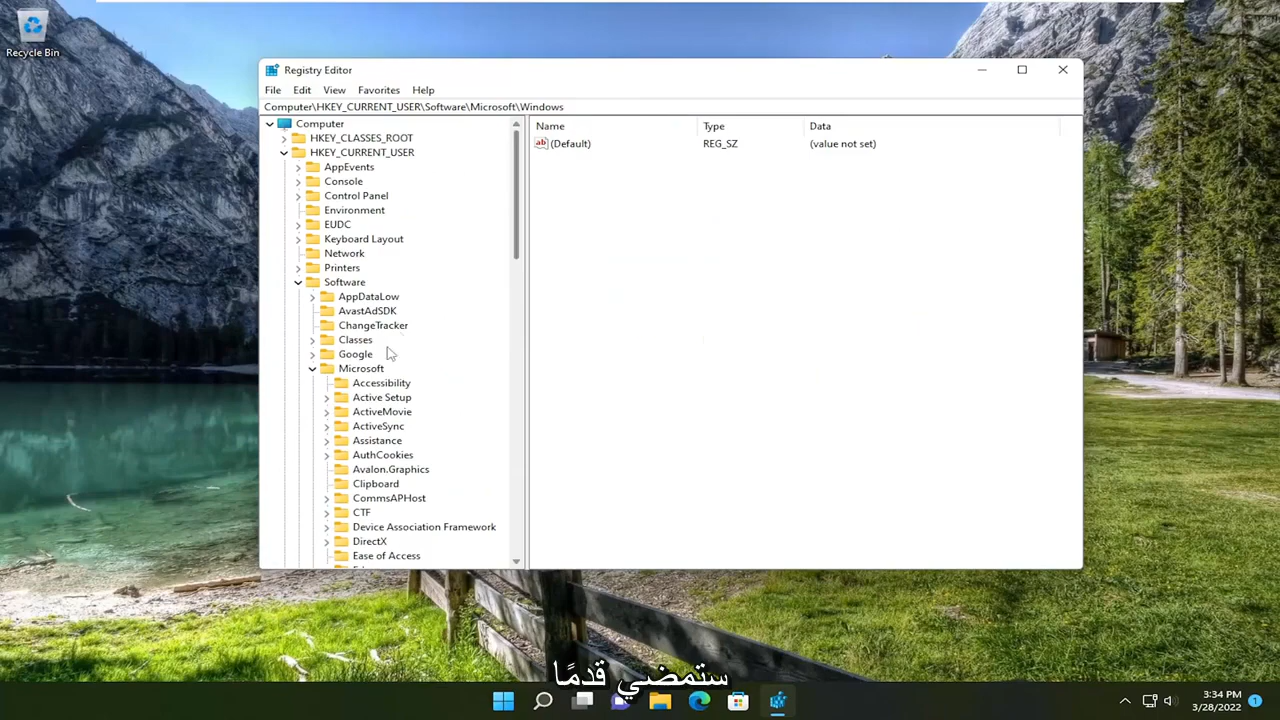 Recycle Bin
Registry Editor
File Edit View Favorites Help
Computer\HKEY_CURRENT_USER\Software\Microsoft\Windows
Computer
HKEY_CLASSES_ROOT
HKEY_CURRENT_USER
AppEvents
Console
Control Panel
Environment
EUDC
Keyboard Layout
Network
Printers
Software
AppDataLow
AvastAdSDK
ChangeTracker
Classes
Google
Microsoft
Accessibility
Active Setup
ActiveMovie
ActiveSync
Assistance
AuthCookies
Avalon.Graphics
Clipboard
CommsAPHost
CTF
Device Association Framework
DirectX
Ease of Access
Name Type Data
(Default) REG_SZ (value not set)
ستمضي قدمًا
3:34 PM
3/28/2022
1